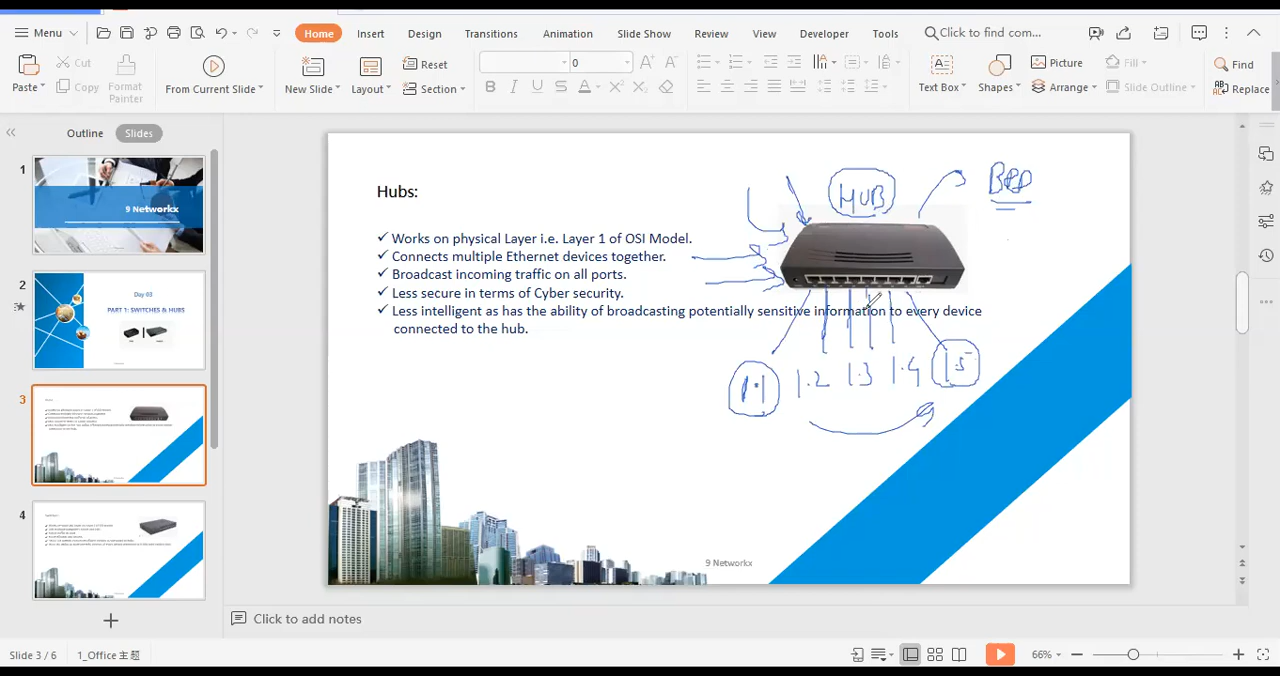 Menu
Home
Insert
Design
Transitions
Animation
Slide Show
Review
View
Developer
Tools
Click to find com...
Paste
Cut
Copy
Format
Painter
From Current Slide
New Slide
Layout
Reset
Section
0
B I U S A X² X₂
Text Box
Shapes
Picture
Arrange
Fill
Slide Outline
Find
Replace
Outline
Slides
1
9 Networkx
2
Day 03
PART 1: SWITCHES & HUBS
3
4
Hubs:
✓ Works on physical Layer i.e. Layer 1 of OSI Model.
✓ Connects multiple Ethernet devices together.
✓ Broadcast incoming traffic on all ports.
✓ Less secure in terms of Cyber security.
✓ Less intelligent as has the ability of broadcasting potentially sensitive information to every device
connected to the hub.
HUB
1.1 1.2 1.3 1.4 1.5
9 Networkx
Click to add notes
Slide 3 / 6
1_Office 主题
66%